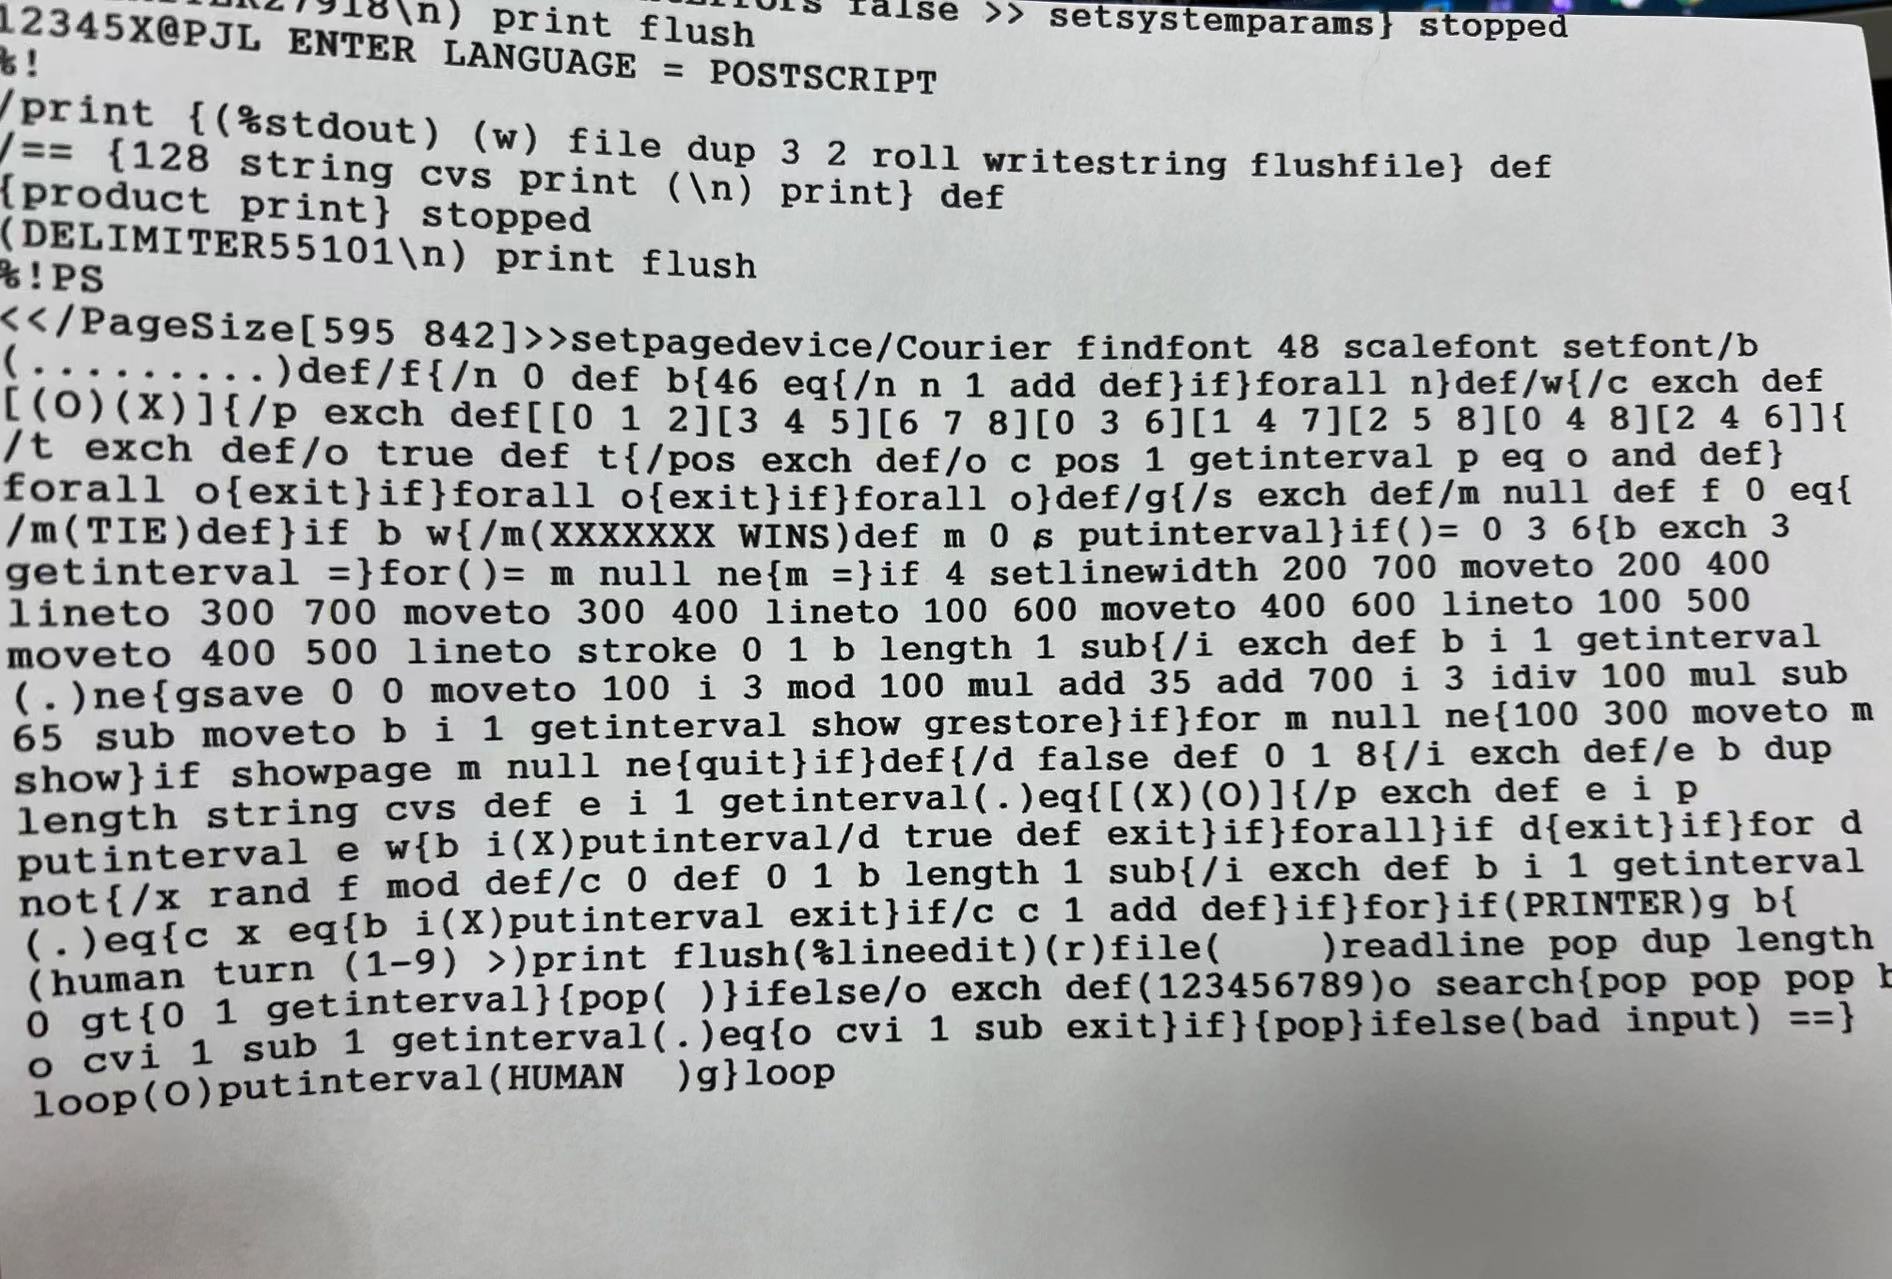 27918\n) print flush
false >> setsystemparams} stopped
12345X@PJL ENTER LANGUAGE = POSTSCRIPT
%!
/print {(%stdout) (w) file dup 3 2 roll writestring flushfile} def
/== {128 string cvs print (\n) print} def
{product print} stopped
(DELIMITER55101\n) print flush
%!PS
<</PageSize[595 842]>>setpagedevice/Courier findfont 48 scalefont setfont/b
(.........)def/f{/n 0 def b{46 eq{/n n 1 add def}if}forall n}def/w{/c exch def
[(O)(X)]{/p exch def[[0 1 2][3 4 5][6 7 8][0 3 6][1 4 7][2 5 8][0 4 8][2 4 6]]{
/t exch def/o true def t{/pos exch def/o c pos 1 getinterval p eq o and def}
forall o{exit}if}forall o{exit}if}forall o}def/g{/s exch def/m null def f 0 eq{
/m(TIE)def}if b w{/m(XXXXXXX WINS)def m 0 s putinterval}if()= 0 3 6{b exch 3
getinterval =}for()= m null ne{m =}if 4 setlinewidth 200 700 moveto 200 400
lineto 300 700 moveto 300 400 lineto 100 600 moveto 400 600 lineto 100 500
moveto 400 500 lineto stroke 0 1 b length 1 sub{/i exch def b i 1 getinterval
(.)ne{gsave 0 0 moveto 100 i 3 mod 100 mul add 35 add 700 i 3 idiv 100 mul sub
65 sub moveto b i 1 getinterval show grestore}if}for m null ne{100 300 moveto m
show}if showpage m null ne{quit}if}def{/d false def 0 1 8{/i exch def/e b dup
length string cvs def e i 1 getinterval(.)eq{[(X)(O)]{/p exch def e i p
putinterval e w{b i(X)putinterval/d true def exit}if}forall}if d{exit}if}for d
not{/x rand f mod def/c 0 def 0 1 b length 1 sub{/i exch def b i 1 getinterval
(.)eq{c x eq{b i(X)putinterval exit}if/c c 1 add def}if}for}if(PRINTER)g b{
(human turn (1-9) >)print flush(%lineedit)(r)file(    )readline pop dup length
0 gt{0 1 getinterval}{pop( )}ifelse/o exch def(123456789)o search{pop pop pop b
o cvi 1 sub 1 getinterval(.)eq{o cvi 1 sub exit}if}{pop}ifelse(bad input) ==}
loop(O)putinterval(HUMAN  )g}loop